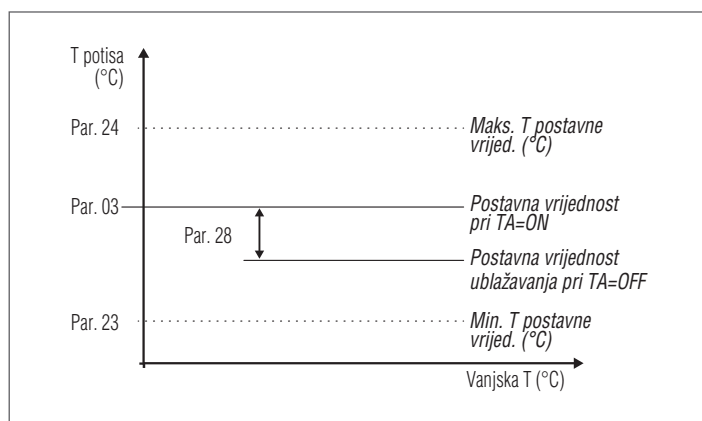 T potisa
(°C)
Par. 24
Maks. T postavne
vrijed. (°C)
Par. 03
Postavna vrijednost
pri TA=ON
Par. 28
Postavna vrijednost
ublažavanja pri TA=OFF
Par. 23
Min. T postavne
vrijed. (°C)
Vanjska T (°C)